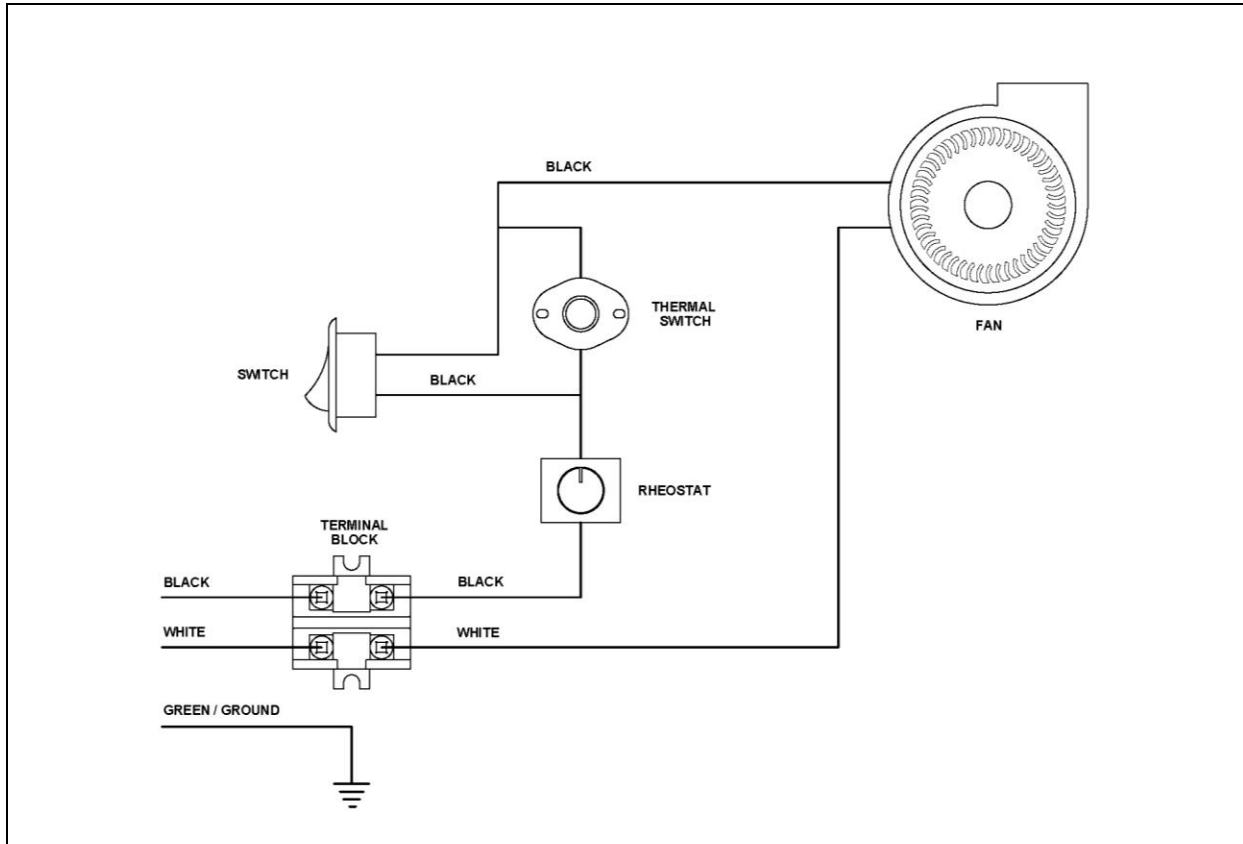 BLACK
THERMAL
SWITCH
FAN
SWITCH
BLACK
RHEOSTAT
TERMINAL
BLOCK
BLACK
BLACK
WHITE
WHITE
GREEN / GROUND